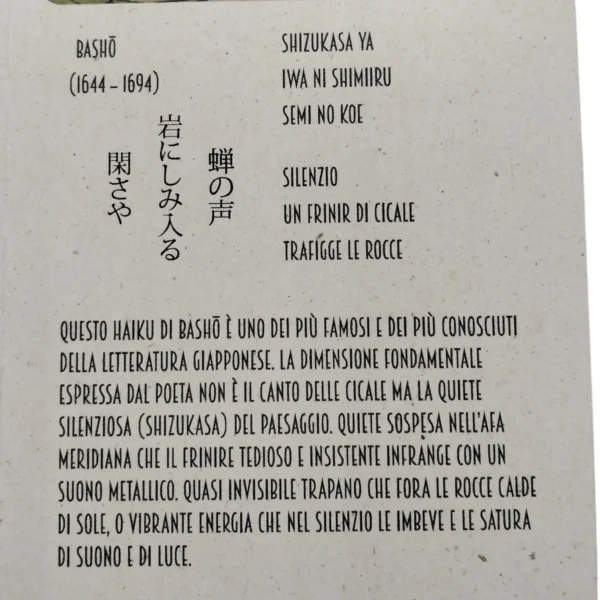 BASHŌ
(1644 – 1694)
閑さや
岩にしみ入る
蝉の声
SHIZUKASA YA
IWA NI SHIMIIRU
SEMI NO KOE
SILENZIO
UN FRINIR DI CICALE
TRAFIGGE LE ROCCE
QUESTO HAIKU DI BASHŌ È UNO DEI PIÙ FAMOSI E DEI PIÙ CONOSCIUTI
DELLA LETTERATURA GIAPPONESE. LA DIMENSIONE FONDAMENTALE
ESPRESSA DAL POETA NON È IL CANTO DELLE CICALE MA LA QUIETE
SILENZIOSA (SHIZUKASA) DEL PAESAGGIO. QUIETE SOSPESA NELL'AFA
MERIDIANA CHE IL FRINIRE TEDIOSO E INSISTENTE INFRANGE CON UN
SUONO METALLICO. QUASI INVISIBILE TRAPANO CHE FORA LE ROCCE CALDE
DI SOLE, O VIBRANTE ENERGIA CHE NEL SILENZIO LE IMBEVE E LE SATURA
DI SUONO E DI LUCE.